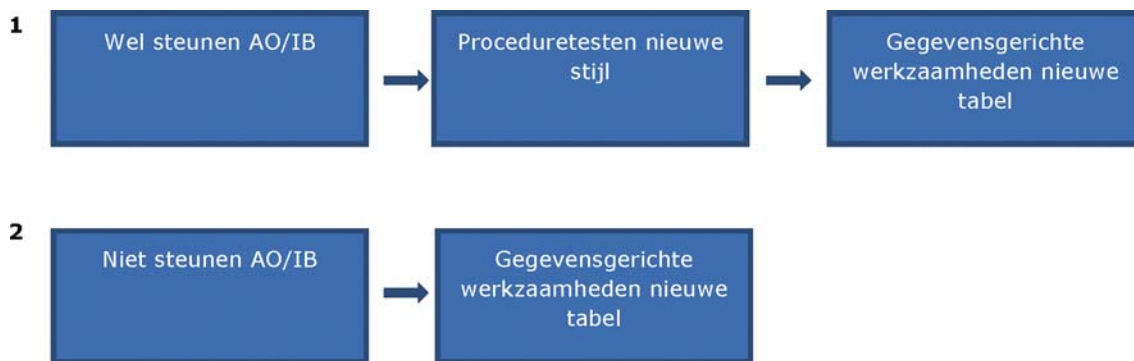 1
Wel steunen AO/IB
Proceduretesten nieuwe
stijl
Gegevensgerichte
werkzaamheden nieuwe
tabel
2
Niet steunen AO/IB
Gegevensgerichte
werkzaamheden nieuwe
tabel